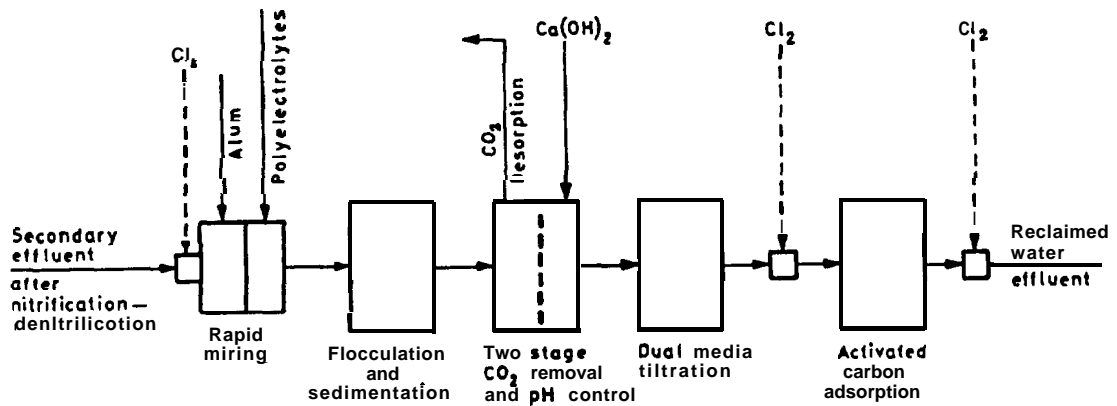 Cl₂
Alum
Polyelectrolytes
CO₂
Desorption
Ca(OH)₂
Cl₂
Cl₂
Secondary
effluent
after
nitrification—
denltrilicotion
Rapid
miring
Flocculation
and
sedimentation
Two stage
CO₂ removal
and pH control
Dual media
tiltration
Activated
carbon
adsorption
Reclaimed
water
effluent